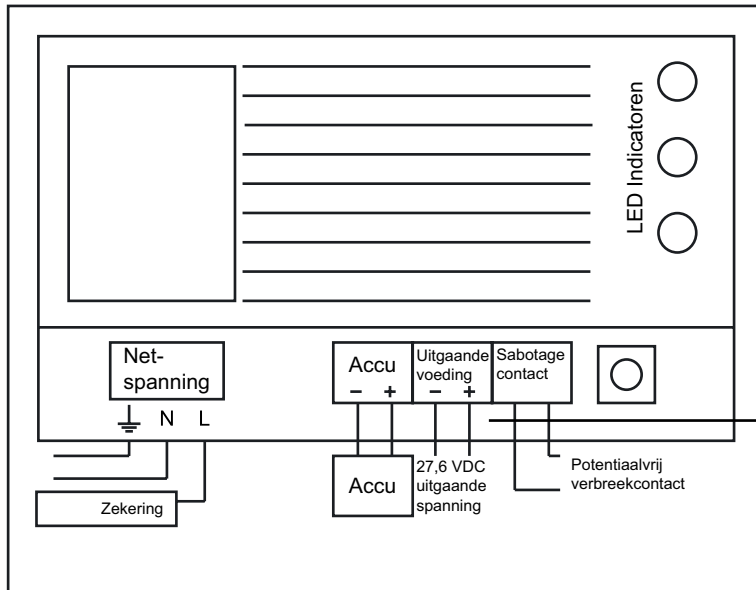 LED Indicatoren
Net-
spanning
Accu
– +
Uitgaande
voeding
– +
Sabotage
contact
N L
Accu
27,6 VDC
uitgaande
spanning
Potentiaalvrij
verbreekcontact
Zekering